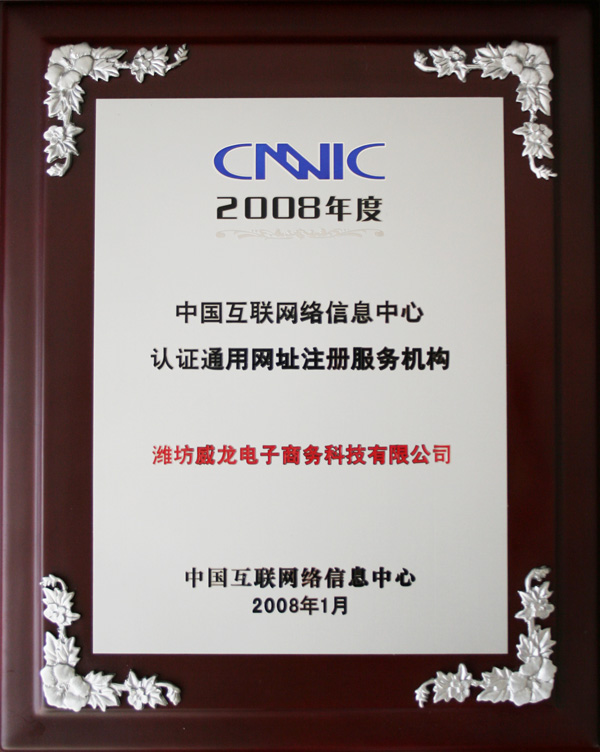 CNNIC
2008年度
中国互联网络信息中心
认证通用网址注册服务机构
潍坊威龙电子商务科技有限公司
中国互联网络信息中心
2008年1月